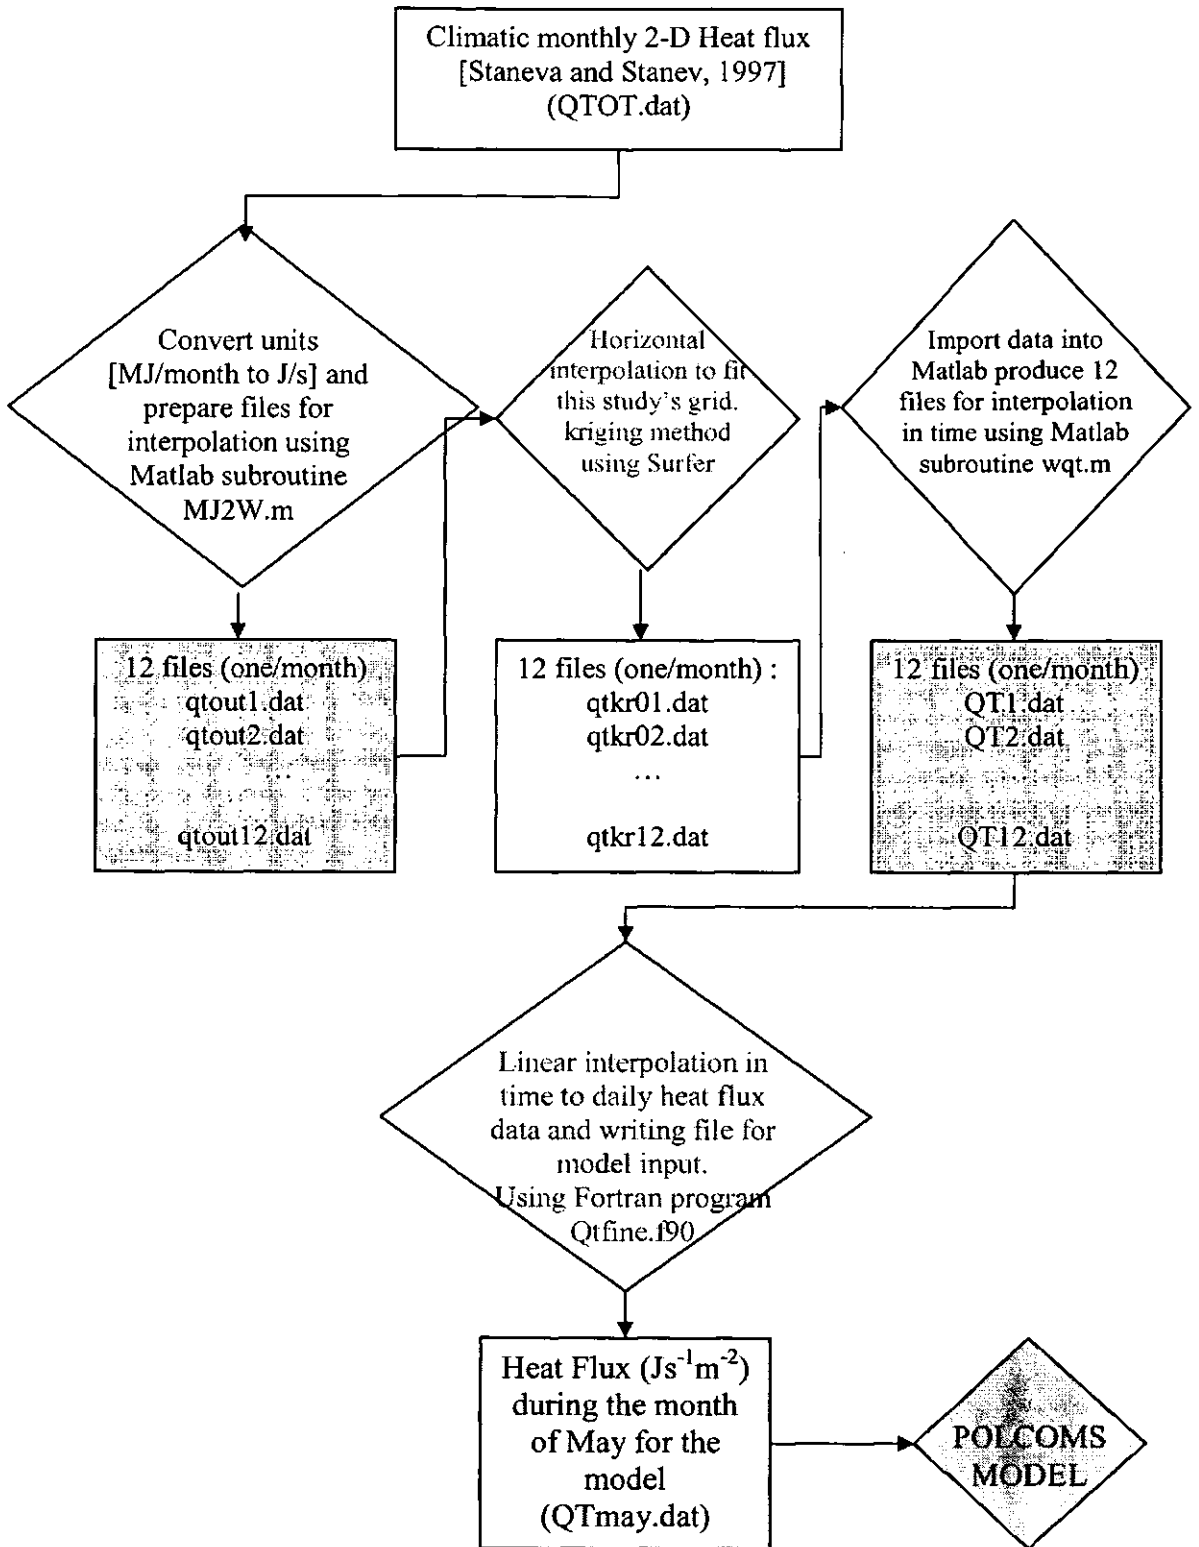 Climatic monthly 2-D Heat flux
[Staneva and Stanev, 1997]
(QTOT.dat)
Convert units
[MJ/month to J/s] and
prepare files for
interpolation using
Matlab subroutine
MJ2W.m
Horizontal
interpolation to fit
this study's grid.
kriging method
using Surfer
Import data into
Matlab produce 12
files for interpolation
in time using Matlab
subroutine wqt.m
12 files (one/month)
qtout1.dat
qtout2.dat
...
qtout12.dat
12 files (one/month) :
qtkr01.dat
qtkr02.dat
...
qtkr12.dat
12 files (one/month)
QT1.dat
QT2.dat
...
QT12.dat
Linear interpolation in
time to daily heat flux
data and writing file for
model input.
Using Fortran program
Qtfine.f90
Heat Flux (Js⁻¹m⁻²)
during the month
of May for the
model
(QTmay.dat)
POLCOMS
MODEL